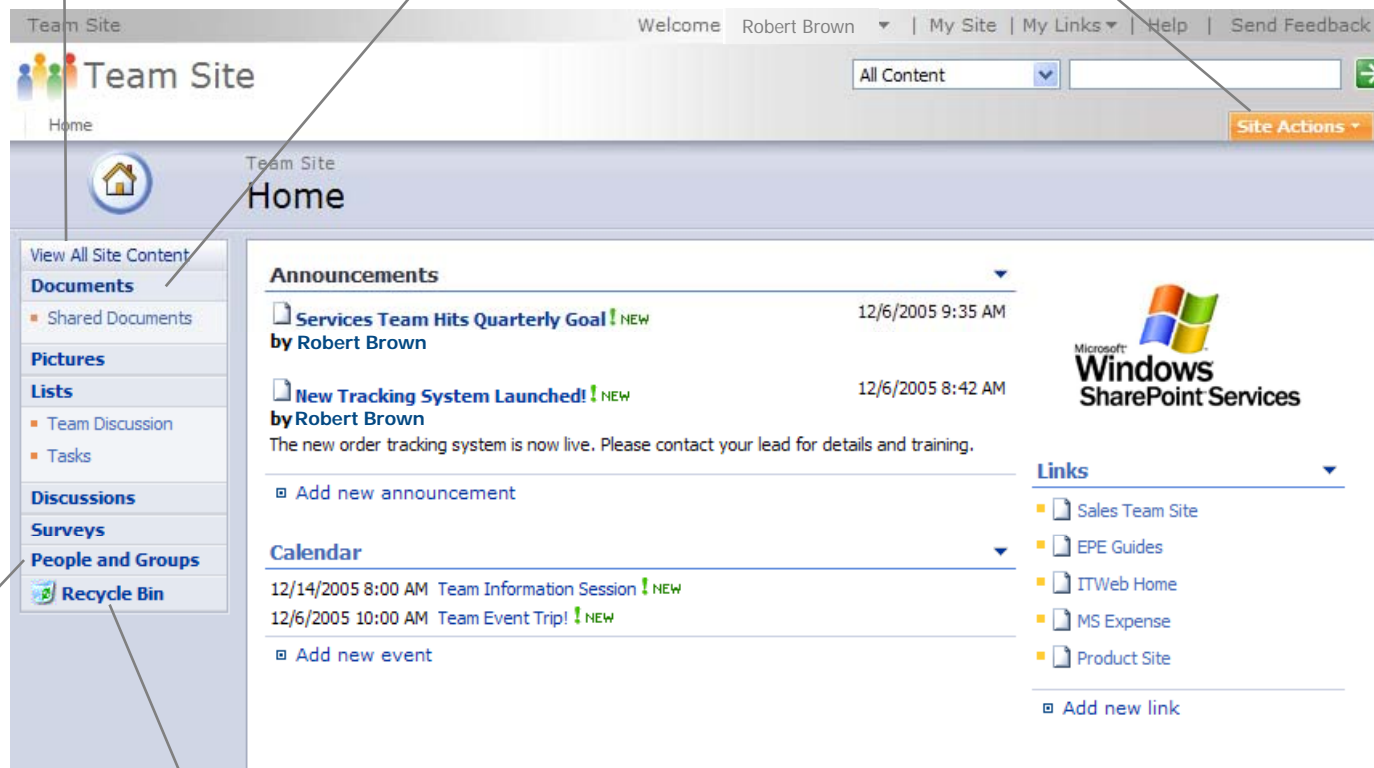 Team Site
Welcome Robert Brown | My Site | My Links | Help | Send Feedback
Team Site
All Content
Home
Site Actions
Team Site
Home
View All Site Content
Documents
Shared Documents
Pictures
Lists
Team Discussion
Tasks
Discussions
Surveys
People and Groups
Recycle Bin
Announcements
Services Team Hits Quarterly Goal ! NEW 12/6/2005 9:35 AM
by Robert Brown
New Tracking System Launched! ! NEW 12/6/2005 8:42 AM
by Robert Brown
The new order tracking system is now live. Please contact your lead for details and training.
Add new announcement
Calendar
12/14/2005 8:00 AM Team Information Session ! NEW
12/6/2005 10:00 AM Team Event Trip! ! NEW
Add new event
Microsoft
Windows
SharePoint Services
Links
Sales Team Site
EPE Guides
ITWeb Home
MS Expense
Product Site
Add new link